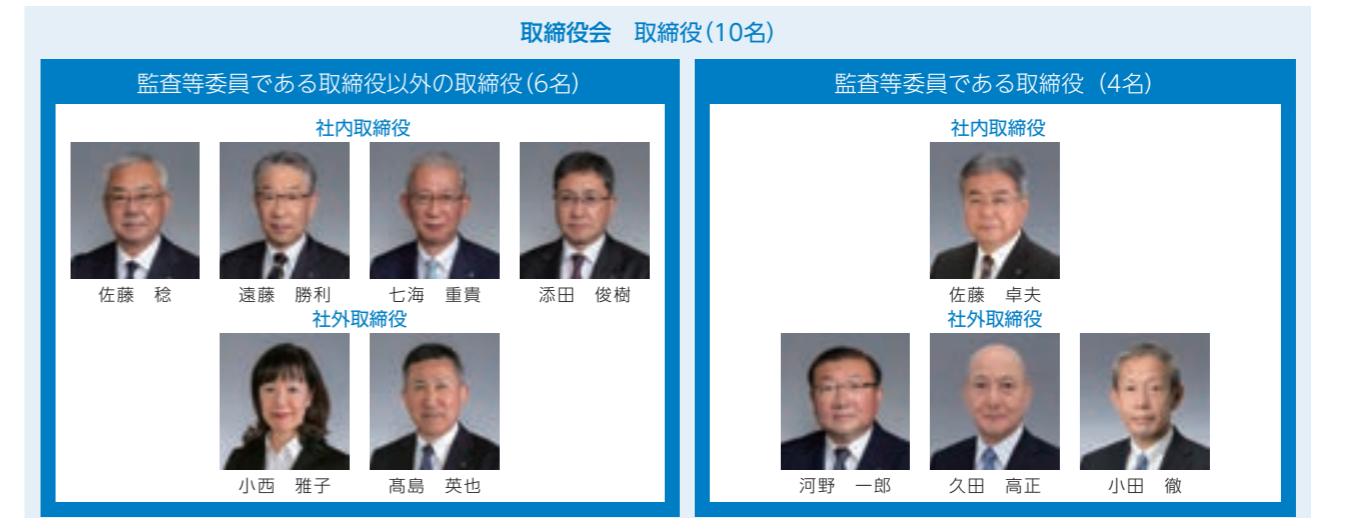 取締役会　取締役(10名)
監査等委員である取締役以外の取締役(6名)
社内取締役
佐藤　稔
遠藤　勝利
七海　重貴
添田　俊樹
社外取締役
小西　雅子
髙島　英也
監査等委員である取締役（4名）
社内取締役
佐藤　卓夫
社外取締役
河野　一郎
久田　高正
小田　徹